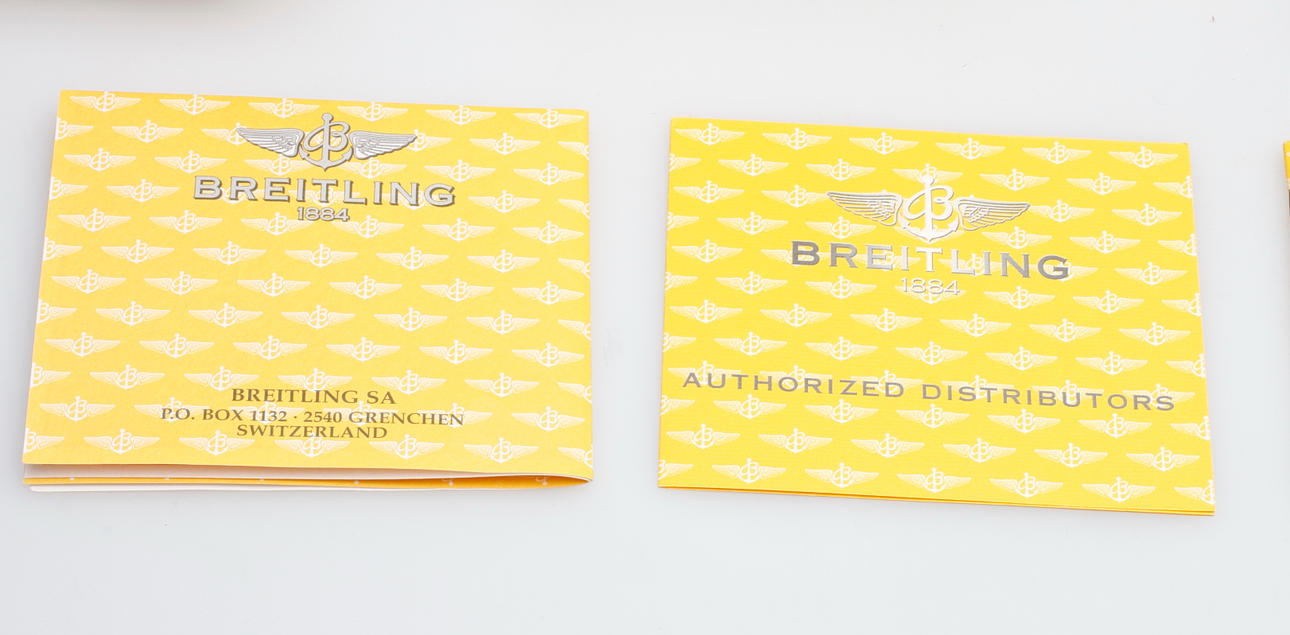 BREITLING
1884
BREITLING SA
P.O. BOX 1132 · 2540 GRENCHEN
SWITZERLAND
BREITLING
1884
AUTHORIZED DISTRIBUTORS